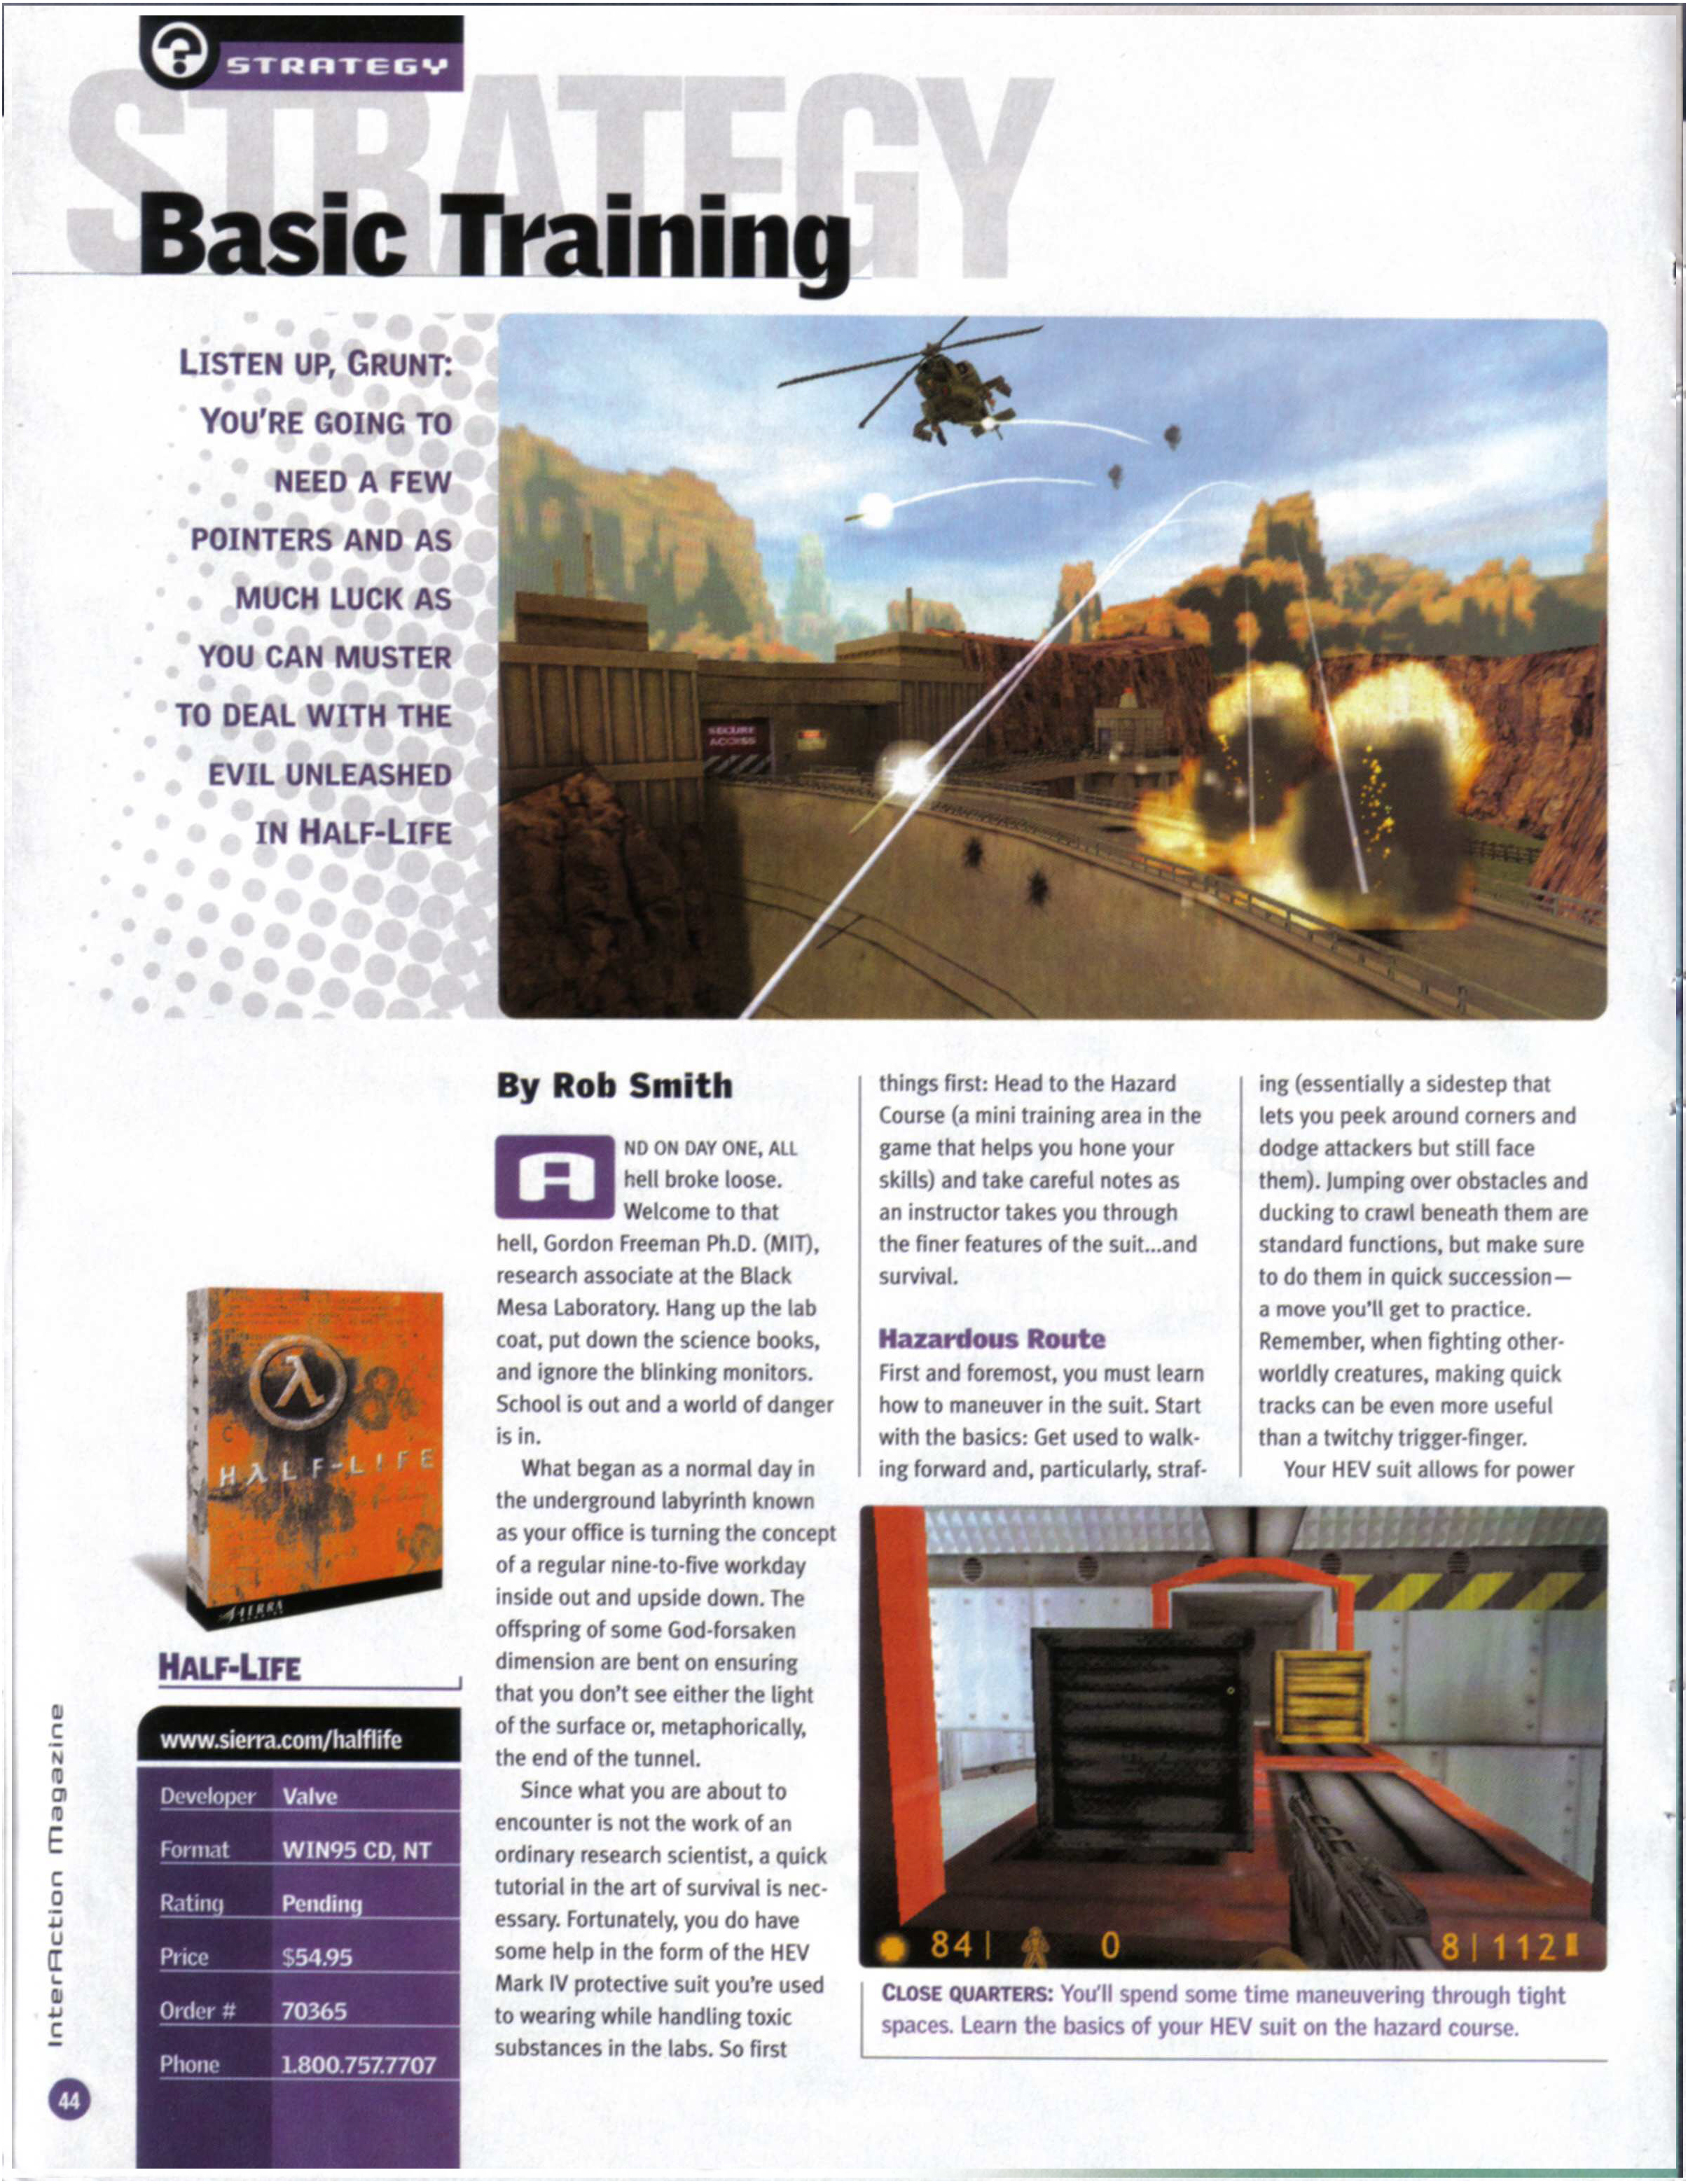 STRATEGY
STRATEGY
Basic Training
LISTEN UP, GRUNT:
YOU'RE GOING TO
NEED A FEW
POINTERS AND AS
MUCH LUCK AS
YOU CAN MUSTER
TO DEAL WITH THE
EVIL UNLEASHED
IN HALF-LIFE
SECURE
ACCESS
By Rob Smith
AND ON DAY ONE, ALL
hell broke loose.
Welcome to that
hell, Gordon Freeman Ph.D. (MIT),
research associate at the Black
Mesa Laboratory. Hang up the lab
coat, put down the science books,
and ignore the blinking monitors.
School is out and a world of danger
is in.
What began as a normal day in
the underground labyrinth known
as your office is turning the concept
of a regular nine-to-five workday
inside out and upside down. The
offspring of some God-forsaken
dimension are bent on ensuring
that you don't see either the light
of the surface or, metaphorically,
the end of the tunnel.
Since what you are about to
encounter is not the work of an
ordinary research scientist, a quick
tutorial in the art of survival is nec-
essary. Fortunately, you do have
some help in the form of the HEV
Mark IV protective suit you're used
to wearing while handling toxic
substances in the labs. So first
things first: Head to the Hazard
Course (a mini training area in the
game that helps you hone your
skills) and take careful notes as
an instructor takes you through
the finer features of the suit...and
survival.
Hazardous Route
First and foremost, you must learn
how to maneuver in the suit. Start
with the basics: Get used to walk-
ing forward and, particularly, straf-
ing (essentially a sidestep that
lets you peek around corners and
dodge attackers but still face
them). Jumping over obstacles and
ducking to crawl beneath them are
standard functions, but make sure
to do them in quick succession—
a move you'll get to practice.
Remember, when fighting other-
worldly creatures, making quick
tracks can be even more useful
than a twitchy trigger-finger.
Your HEV suit allows for power
84| 0 8|112
CLOSE QUARTERS: You'll spend some time maneuvering through tight
spaces. Learn the basics of your HEV suit on the hazard course.
HALF-LIFE
HλLF-LIFE
SIERRA
HALF-LIFE
www.sierra.com/halflife
Developer Valve
Format WIN95 CD, NT
Rating Pending
Price $54.95
Order # 70365
Phone 1.800.757.7707
InterAction Magazine
44